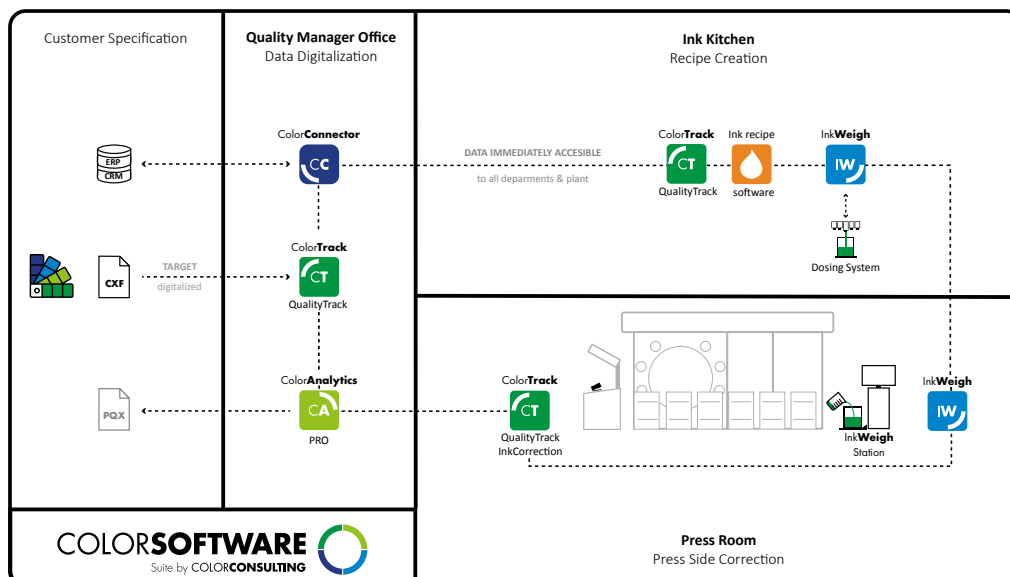 Customer Specification
Quality Manager Office
Data Digitalization
Ink Kitchen
Recipe Creation
ERP
CRM
ColorConnector
CC
DATA IMMEDIATELY ACCESIBLE
to all deparments & plant
ColorTrack
CT
QualityTrack
Ink recipe
software
InkWeigh
IW
Dosing System
CXF
TARGET
digitalized
ColorTrack
CT
QualityTrack
PQX
ColorAnalytics
CA
PRO
ColorTrack
CT
QualityTrack
InkCorrection
InkWeigh
Station
InkWeigh
IW
COLORSOFTWARE
Suite by COLORCONSULTING
Press Room
Press Side Correction